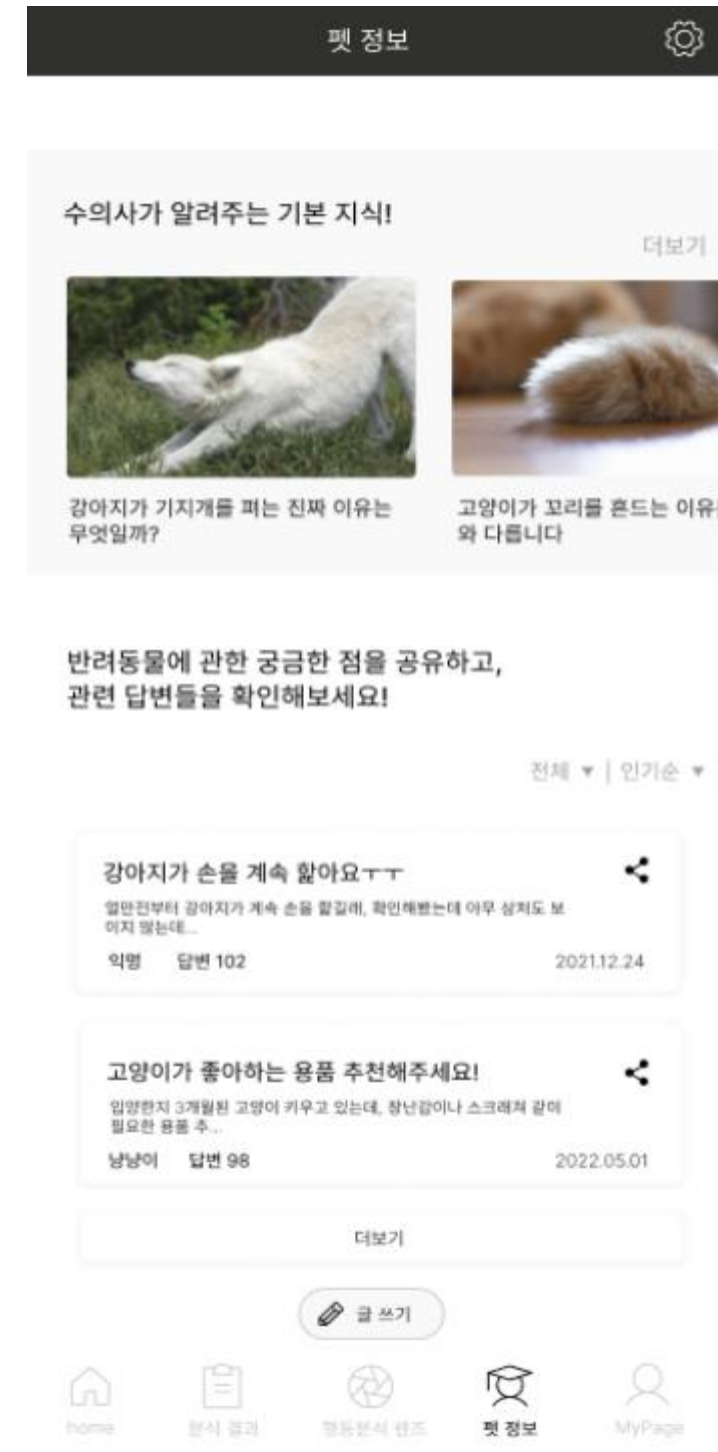 펫 정보
수의사가 알려주는 기본 지식!
더보기
강아지가 기지개를 펴는 진짜 이유는
무엇일까?
고양이가 꼬리를 흔드는 이유
와 다릅니다
반려동물에 관한 궁금한 점을 공유하고,
관련 답변들을 확인해보세요!
전체 ▼ | 인기순 ▼
강아지가 손을 계속 핥아요ㅜㅜ
얼만전부터 강아지가 계속 손을 핥길래, 확인해봤는데 아무 상처도 보
이지 않는데...
익명 답변 102 2021.12.24
고양이가 좋아하는 용품 추천해주세요!
입양한지 3개월된 고양이 키우고 있는데, 장난감이나 스크래쳐 같이
필요한 용품 추...
냥냥이 답변 98 2022.05.01
더보기
글 쓰기
home 분석 결과 행동분석 렌즈 펫 정보 MyPage